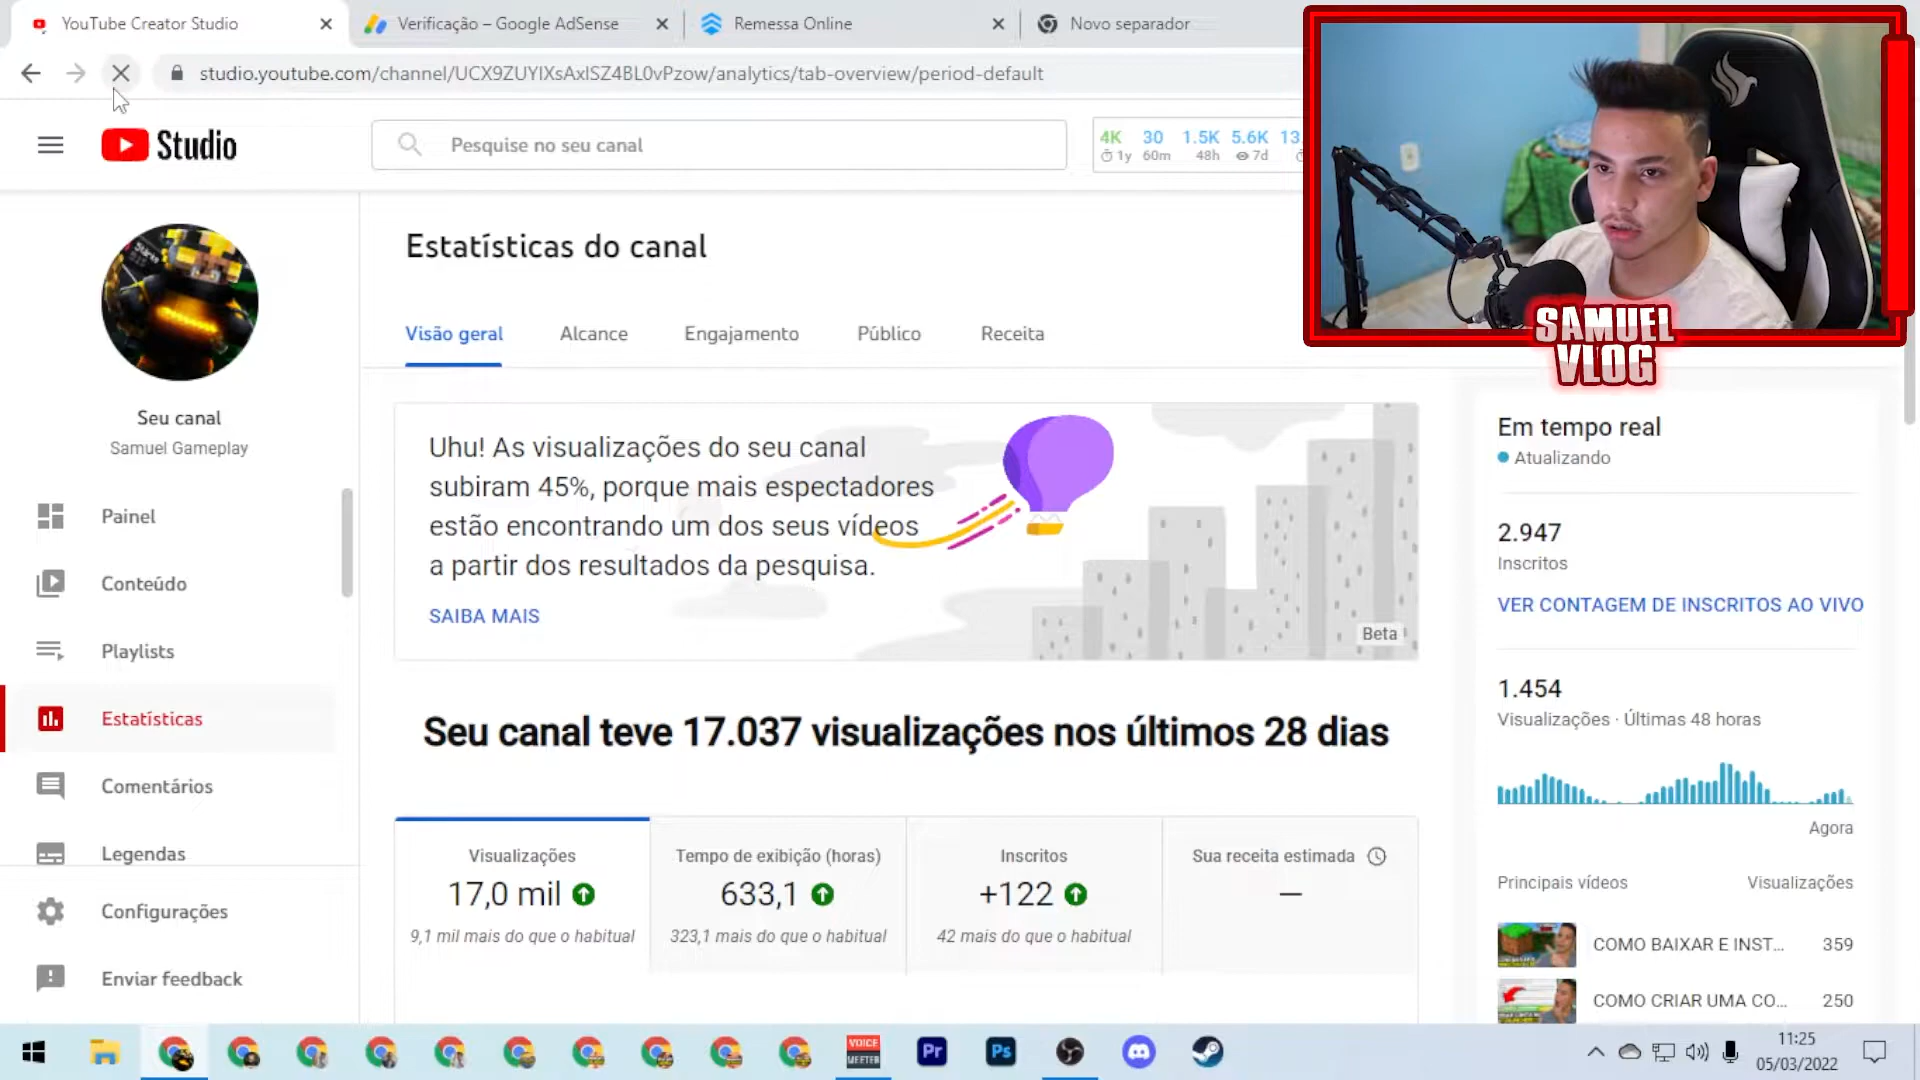 YouTube Creator Studio
Verificação – Google AdSense
Remessa Online
Novo separador
studio.youtube.com/channel/UCX9ZUYIXsAxlSZ4BL0vPzow/analytics/tab-overview/period-default
Studio
Pesquise no seu canal
4K 30 1.5K 5.6K 13
1y 60m 48h 7d
SAMUEL
VLOG
Seu canal
Samuel Gameplay
Painel
Conteúdo
Playlists
Estatísticas
Comentários
Legendas
Configurações
Enviar feedback
Estatísticas do canal
Visão geral
Alcance
Engajamento
Público
Receita
Uhu! As visualizações do seu canal
subiram 45%, porque mais espectadores
estão encontrando um dos seus vídeos
a partir dos resultados da pesquisa.
SAIBA MAIS
Beta
Seu canal teve 17.037 visualizações nos últimos 28 dias
Visualizações
17,0 mil
9,1 mil mais do que o habitual
Tempo de exibição (horas)
633,1
323,1 mais do que o habitual
Inscritos
+122
42 mais do que o habitual
Sua receita estimada
—
Em tempo real
Atualizando
2.947
Inscritos
VER CONTAGEM DE INSCRITOS AO VIVO
1.454
Visualizações · Últimas 48 horas
Agora
Principais vídeos
Visualizações
COMO BAIXAR E INST... 359
COMO CRIAR UMA CO... 250
VOICE
MEETER
Pr
Ps
11:25
05/03/2022